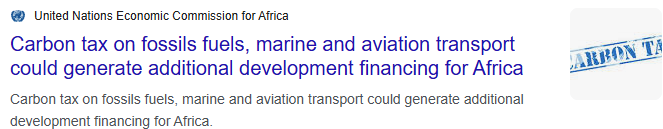 United Nations Economic Commission for Africa
Carbon tax on fossils fuels, marine and aviation transport
could generate additional development financing for Africa
Carbon tax on fossils fuels, marine and aviation transport could generate additional
development financing for Africa.
ARBON TA